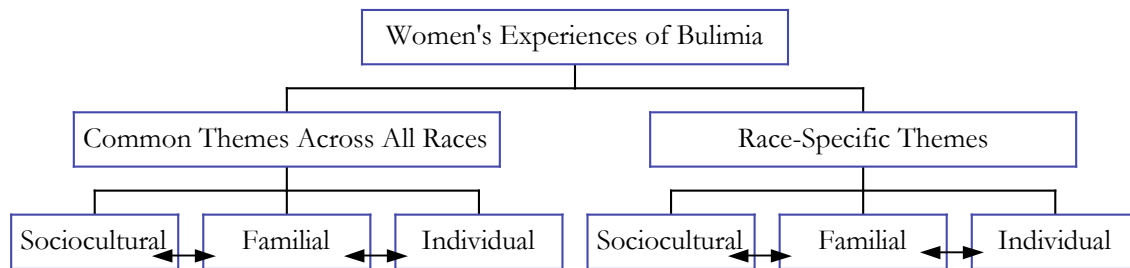 Women's Experiences of Bulimia
Common Themes Across All Races
Race-Specific Themes
Sociocultural
Familial
Individual
Sociocultural
Familial
Individual